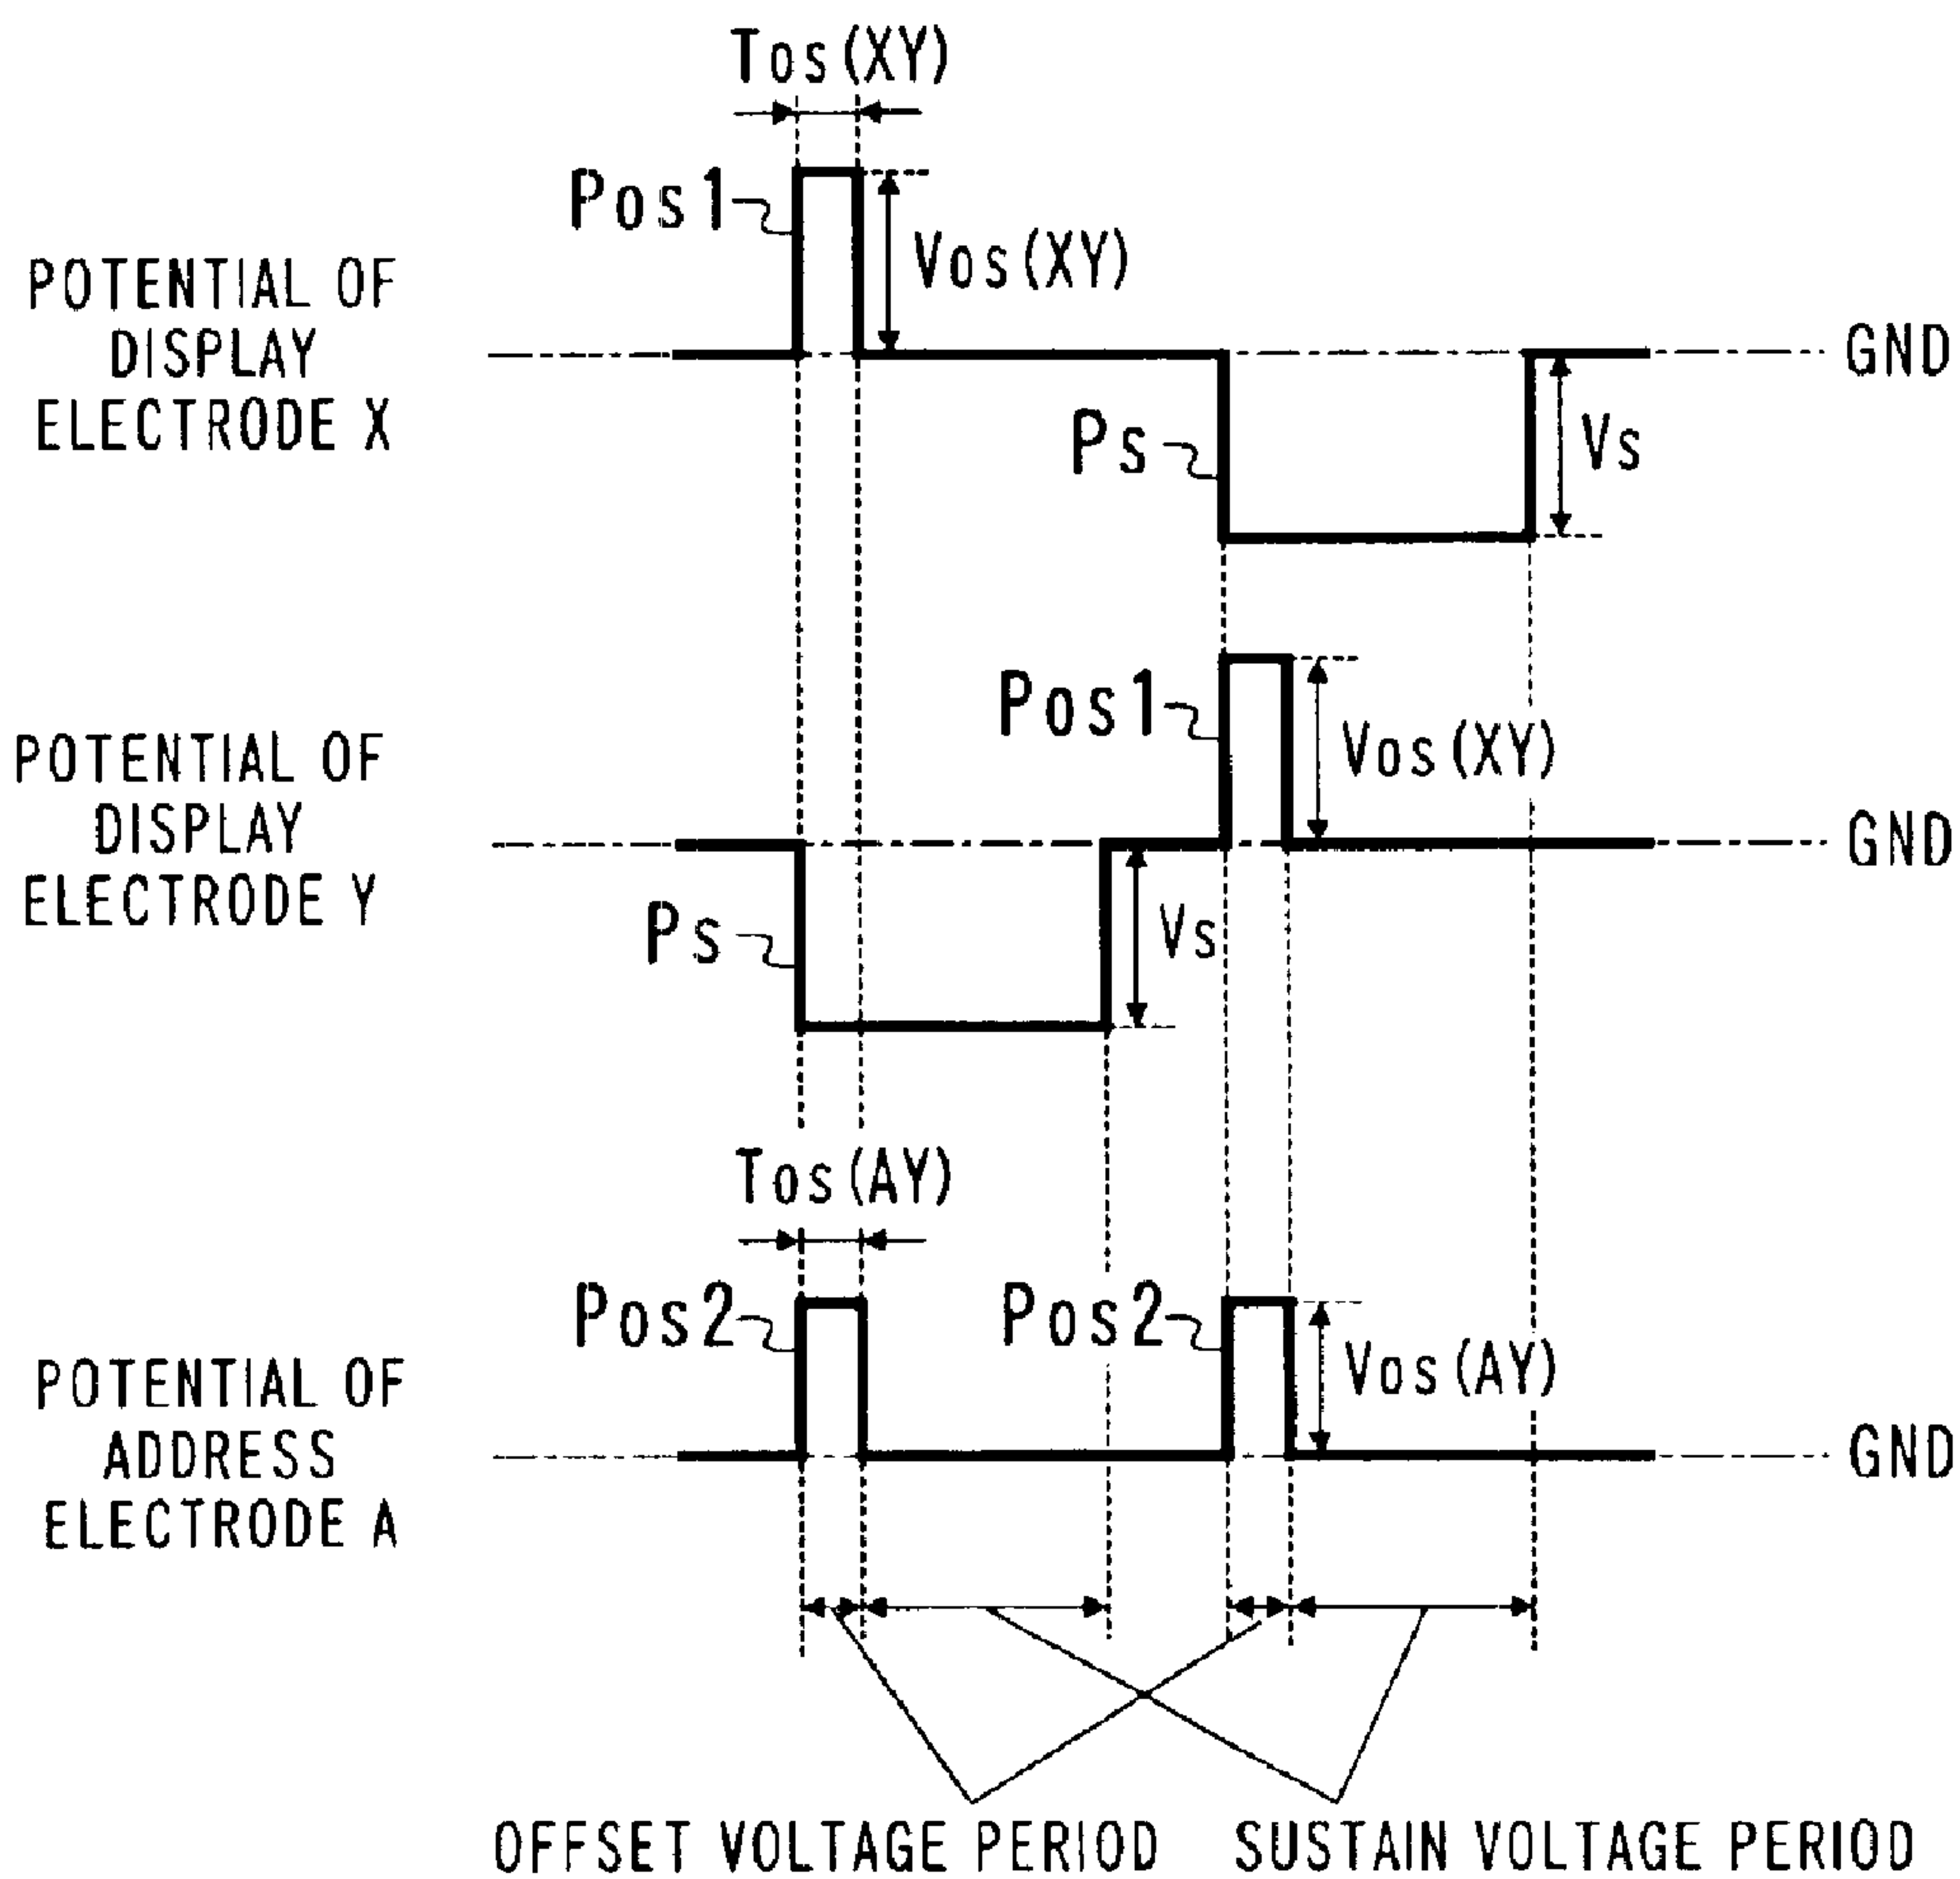 Tos(XY)
Pos1
Vos(XY)
POTENTIAL OF
DISPLAY
ELECTRODE X
GND
Ps
Vs
Pos1
Vos(XY)
POTENTIAL OF
DISPLAY
ELECTRODE Y
GND
Ps
Vs
Tos(AY)
Pos2
Pos2
Vos(AY)
POTENTIAL OF
ADDRESS
ELECTRODE A
GND
OFFSET VOLTAGE PERIOD
SUSTAIN VOLTAGE PERIOD